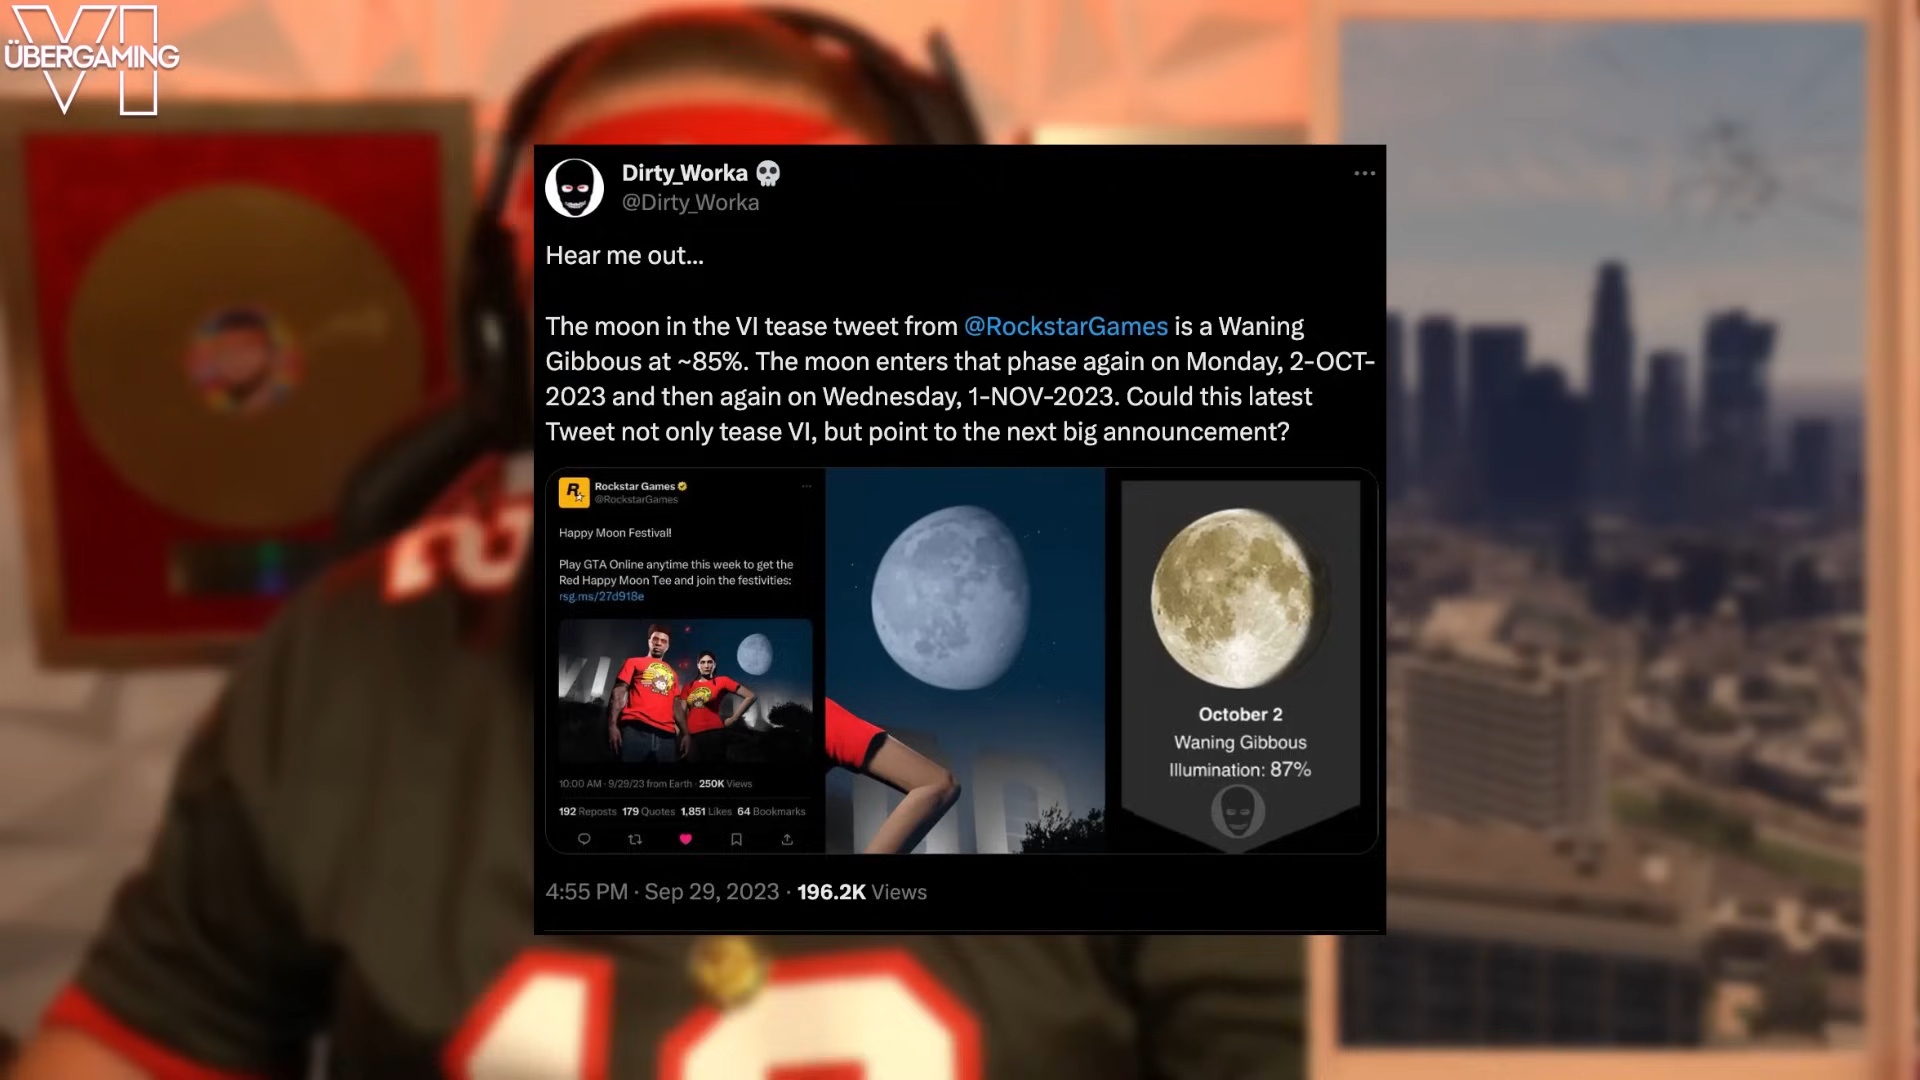 VI
ÜBERGAMING
Dirty_Worka
@Dirty_Worka
Hear me out...
The moon in the VI tease tweet from @RockstarGames is a Waning
Gibbous at ~85%. The moon enters that phase again on Monday, 2-OCT-
2023 and then again on Wednesday, 1-NOV-2023. Could this latest
Tweet not only tease VI, but point to the next big announcement?
Rockstar Games
@RockstarGames
Happy Moon Festival!
Play GTA Online anytime this week to get the
Red Happy Moon Tee and join the festivities:
rsg.ms/27d918e
VI
10:00 AM · 9/29/23 from Earth · 250K Views
192 Reposts 179 Quotes 1,851 Likes 64 Bookmarks
October 2
Waning Gibbous
Illumination: 87%
4:55 PM · Sep 29, 2023 · 196.2K Views